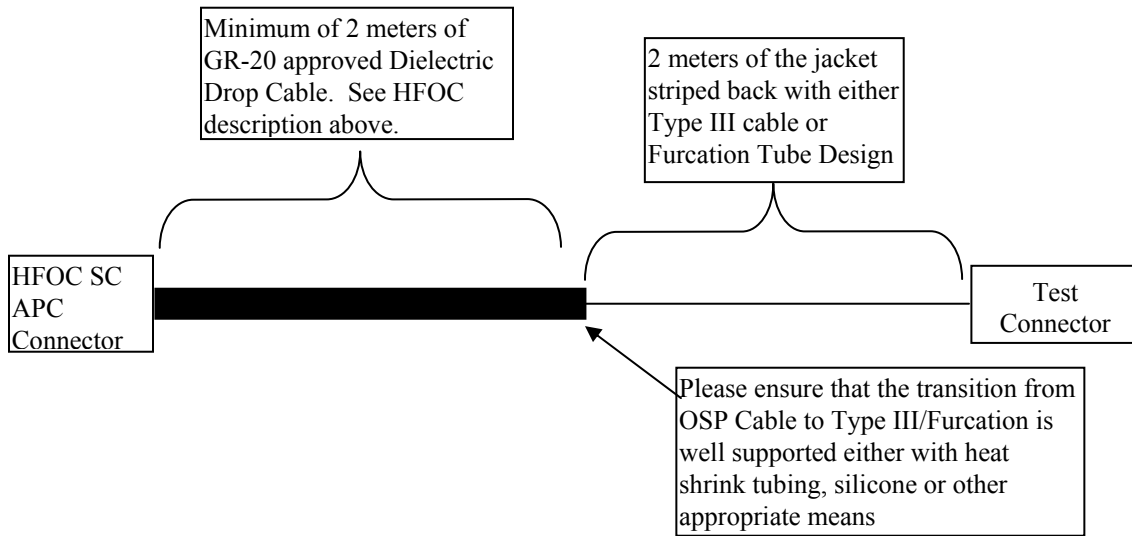 Minimum of 2 meters of
GR-20 approved Dielectric
Drop Cable.  See HFOC
description above.
2 meters of the jacket
striped back with either
Type III cable or
Furcation Tube Design
HFOC SC
APC
Connector
Test
Connector
Please ensure that the transition from
OSP Cable to Type III/Furcation is
well supported either with heat
shrink tubing, silicone or other
appropriate means